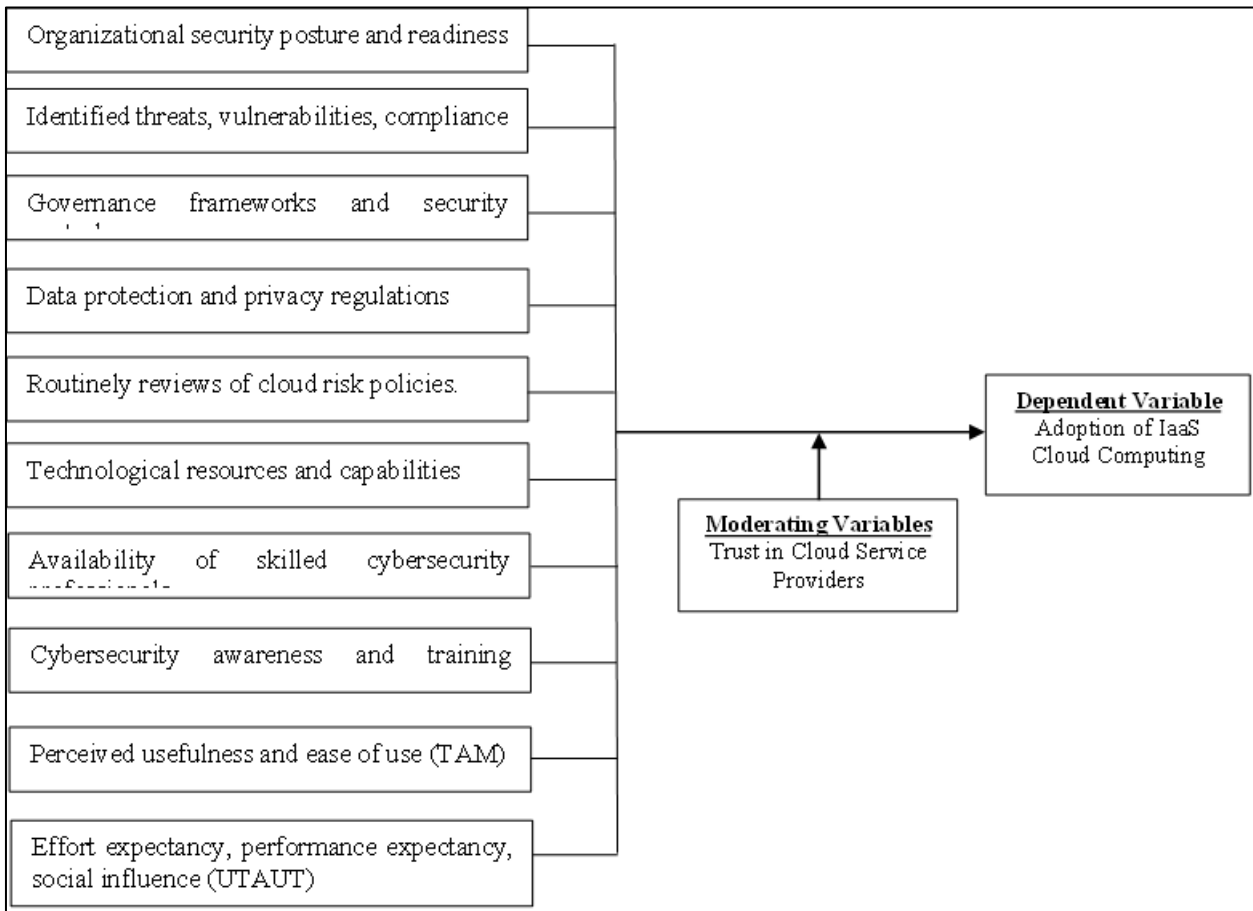 Organizational security posture and readiness
Identified threats, vulnerabilities, compliance
Governance frameworks and security
Data protection and privacy regulations
Routinely reviews of cloud risk policies.
Technological resources and capabilities
Availability of skilled cybersecurity
Cybersecurity awareness and training
Perceived usefulness and ease of use (TAM)
Effort expectancy, performance expectancy,
social influence (UTAUT)
Moderating Variables
Trust in Cloud Service
Providers
Dependent Variable
Adoption of IaaS
Cloud Computing